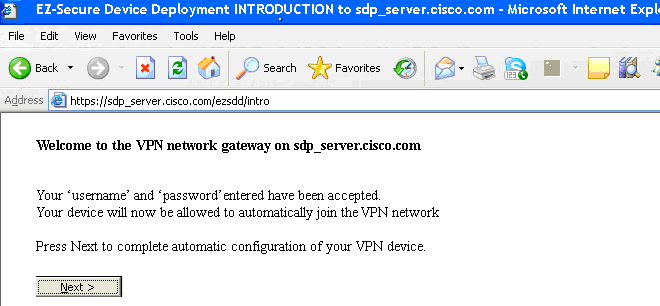 EZ-Secure Device Deployment INTRODUCTION to sdp_server.cisco.com - Microsoft Internet Explo
File Edit View Favorites Tools Help
Back Search Favorites 123
Address https://sdp_server.cisco.com/ezsdd/intro
Welcome to the VPN network gateway on sdp_server.cisco.com
Your ‘username’ and ‘password’entered have been accepted.
Your device will now be allowed to automatically join the VPN network
Press Next to complete automatic configuration of your VPN device.
Next >